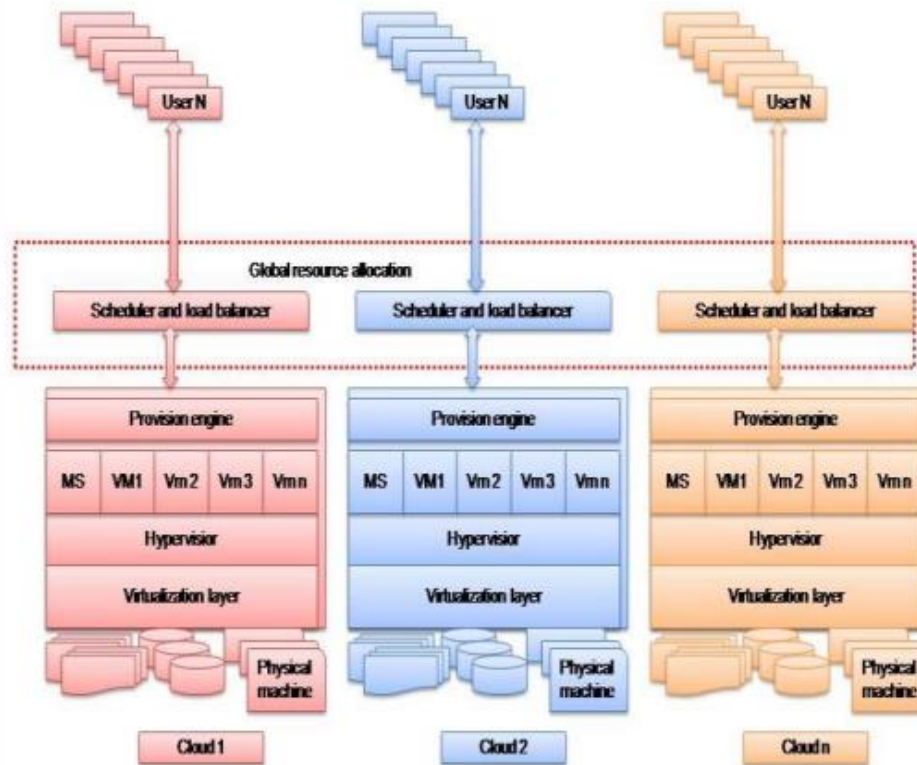 User N
User N
User N
Global resource allocation
Scheduler and load balancer
Scheduler and load balancer
Scheduler and load balancer
Provision engine
Provision engine
Provision engine
MS VM1 Vm2 Vm3 Vmn
MS VM1 Vm2 Vm3 Vmn
MS VM1 Vm2 Vm3 Vmn
Hypervisior
Hypervisior
Hypervisior
Virtualization layer
Virtualization layer
Virtualization layer
Physical
machine
Physical
machine
Physical
machine
Cloud 1
Cloud 2
Cloud n